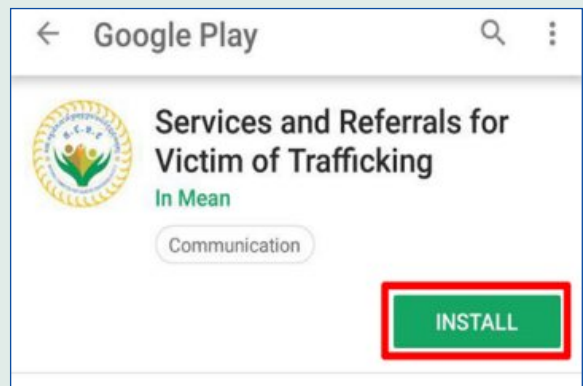 Google Play
Services and Referrals for
Victim of Trafficking
In Mean
Communication
INSTALL